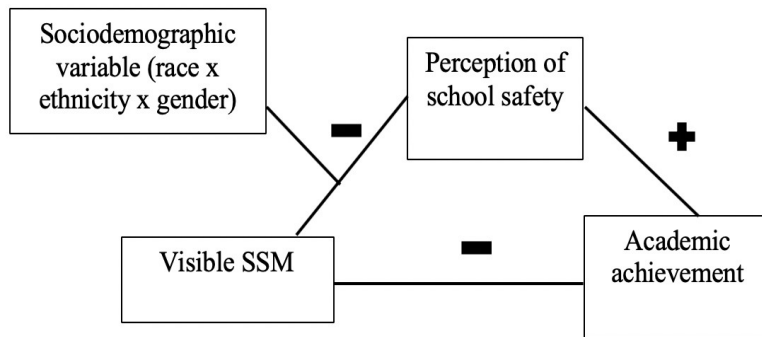 Sociodemographic
variable (race x
ethnicity x gender)
Perception of
school safety
Visible SSM
Academic
achievement